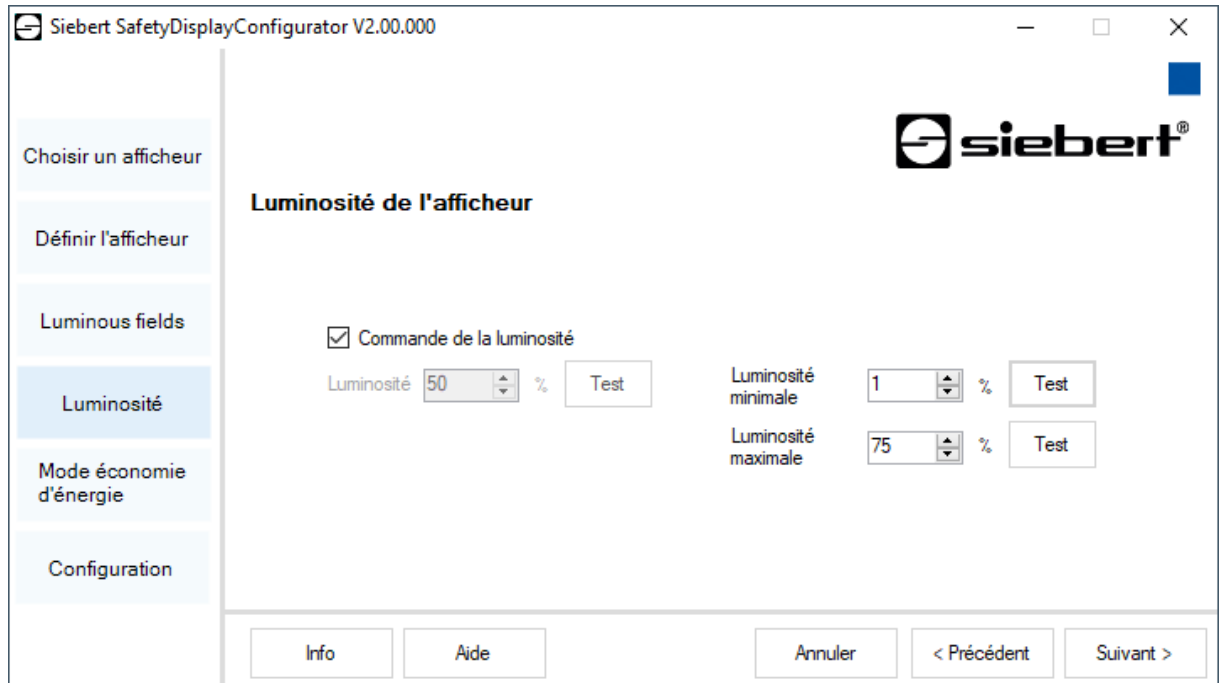 Siebert SafetyDisplayConfigurator V2.00.000
siebert®
Choisir un afficheur
Définir l'afficheur
Luminous fields
Luminosité
Mode économie
d'énergie
Configuration
Luminosité de l'afficheur
Commande de la luminosité
Luminosité 50 % Test
Luminosité
minimale
1 % Test
Luminosité
maximale
75 % Test
Info Aide Annuler < Précédent Suivant >